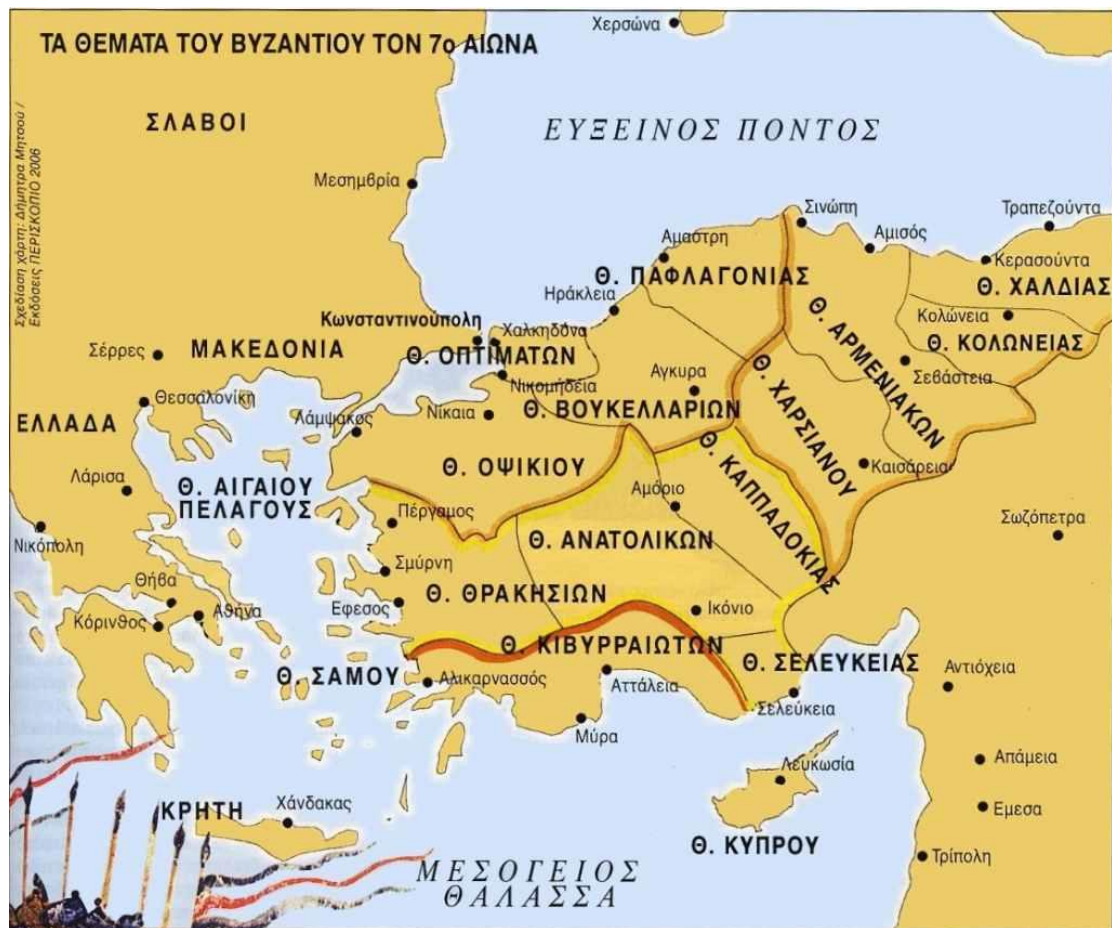 ΤΑ ΘΕΜΑΤΑ ΤΟΥ ΒΥΖΑΝΤΙΟΥ ΤΟΝ 7ο ΑΙΩΝΑ
Σχεδίαση χάρτη: Δήμητρα Μητσού /
Εκδόσεις ΠΕΡΙΣΚΟΠΙΟ 2006
Χερσώνα
ΣΛΑΒΟΙ
ΕΥΞΕΙΝΟΣ ΠΟΝΤΟΣ
Μεσημβρία
Σινώπη
Τραπεζούντα
Αμισός
Αμαστρη
Κερασούντα
Θ. ΠΑΦΛΑΓΟΝΙΑΣ
Θ. ΧΑΛΔΙΑΣ
Ηράκλεια
Κολώνεια
Κωνσταντινούπολη
Χαλκηδόνα
Θ. ΑΡΜΕΝΙΑΚΩΝ
Θ. ΚΟΛΩΝΕΙΑΣ
Σέρρες
ΜΑΚΕΔΟΝΙΑ
Θ. ΟΠΤΙΜΑΤΩΝ
Σεβάστεια
Νικομήδεια
Αγκυρα
Θ. ΧΑΡΣΙΑΝΟΥ
Θεσσαλονίκη
Νίκαια
Θ. ΒΟΥΚΕΛΛΑΡΙΩΝ
ΕΛΛΑΔΑ
Λάμψακος
Λάρισα
Θ. ΟΨΙΚΙΟΥ
Θ. ΚΑΠΠΑΔΟΚΙΑΣ
Καισάρεια
Θ. ΑΙΓΑΙΟΥ
ΠΕΛΑΓΟΥΣ
Αμόριο
Πέργαμος
Σωζόπετρα
Νικόπολη
Θ. ΑΝΑΤΟΛΙΚΩΝ
Σμύρνη
Θήβα
Θ. ΘΡΑΚΗΣΙΩΝ
Αθήνα
Εφεσος
Ικόνιο
Κόρινθος
Θ. ΚΙΒΥΡΡΑΙΩΤΩΝ
Θ. ΣΕΛΕΥΚΕΙΑΣ
Θ. ΣΑΜΟΥ
Αλικαρνασσός
Αττάλεια
Αντιόχεια
Σελεύκεια
Μύρα
Απάμεια
Λευκωσία
ΚΡΗΤΗ
Χάνδακας
Εμεσα
Θ. ΚΥΠΡΟΥ
Τρίπολη
ΜΕΣΟΓΕΙΟΣ
ΘΑΛΑΣΣΑ